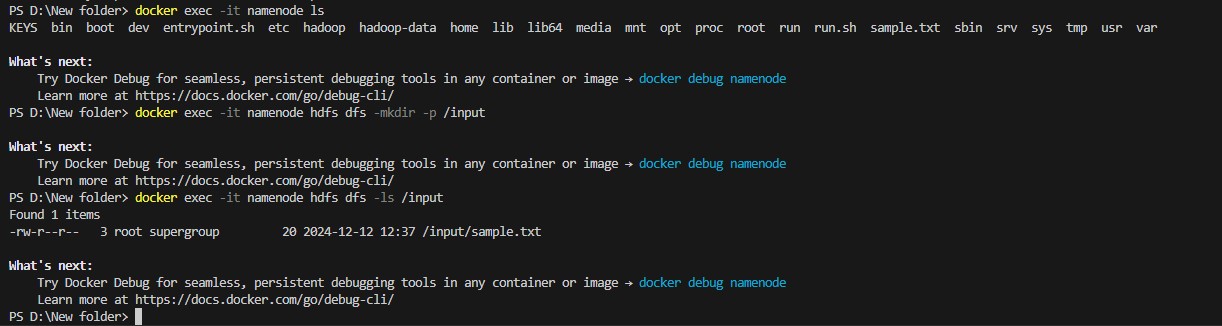 PS D:\New folder> docker exec -it namenode ls
KEYS bin boot dev entrypoint.sh etc hadoop hadoop-data home lib lib64 media mnt opt proc root run run.sh sample.txt sbin srv sys tmp usr var
What's next:
Try Docker Debug for seamless, persistent debugging tools in any container or image → docker debug namenode
Learn more at https://docs.docker.com/go/debug-cli/
PS D:\New folder> docker exec -it namenode hdfs dfs -mkdir -p /input
What's next:
Try Docker Debug for seamless, persistent debugging tools in any container or image → docker debug namenode
Learn more at https://docs.docker.com/go/debug-cli/
PS D:\New folder> docker exec -it namenode hdfs dfs -ls /input
Found 1 items
-rw-r--r-- 3 root supergroup 20 2024-12-12 12:37 /input/sample.txt
What's next:
Try Docker Debug for seamless, persistent debugging tools in any container or image → docker debug namenode
Learn more at https://docs.docker.com/go/debug-cli/
PS D:\New folder>